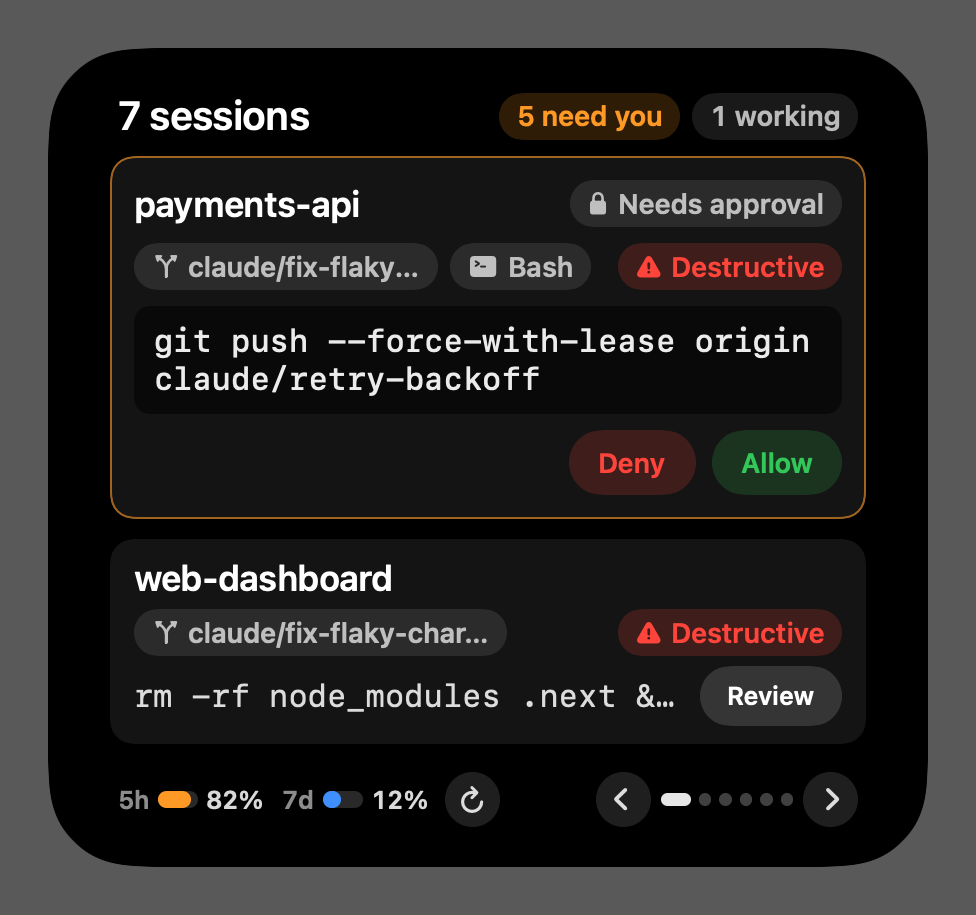 7 sessions 5 need you 1 working
payments-api Needs approval
claude/fix-flaky... Bash Destructive
git push --force-with-lease origin
claude/retry-backoff
Deny Allow
web-dashboard
claude/fix-flaky-char... Destructive
rm -rf node_modules .next &… Review
5h 82% 7d 12%